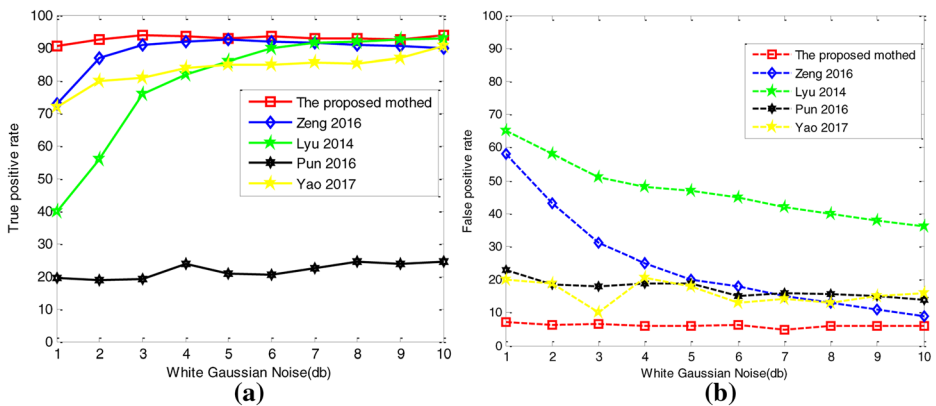 100
90
80
70
60
50
40
30
20
10
0
True positive rate
The proposed mothed
Zeng 2016
Lyu 2014
Pun 2016
Yao 2017
1 2 3 4 5 6 7 8 9 10
White Gaussian Noise(db)
(a)
100
90
80
70
60
50
40
30
20
10
0
False positive rate
The proposed mothed
Zeng 2016
Lyu 2014
Pun 2016
Yao 2017
1 2 3 4 5 6 7 8 9 10
White Gaussian Noise(db)
(b)